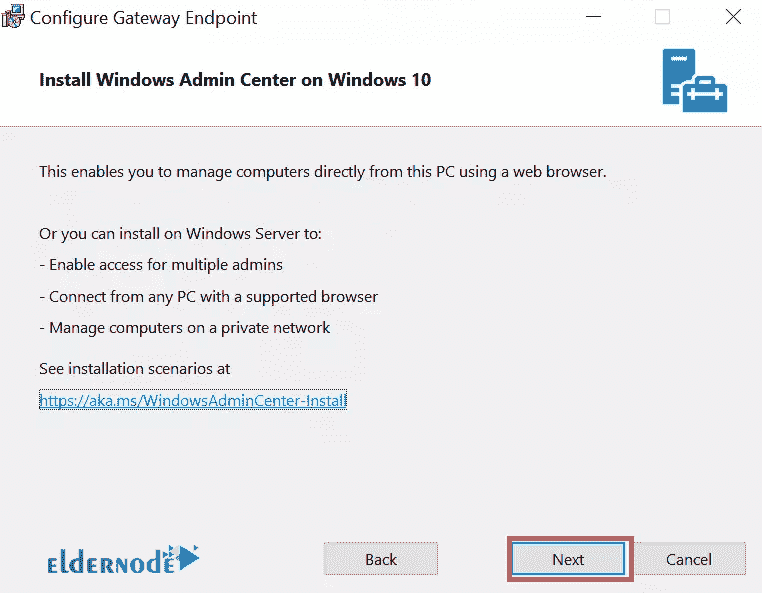 Configure Gateway Endpoint
Install Windows Admin Center on Windows 10
This enables you to manage computers directly from this PC using a web browser.
Or you can install on Windows Server to:
- Enable access for multiple admins
- Connect from any PC with a supported browser
- Manage computers on a private network
See installation scenarios at
https://aka.ms/WindowsAdminCenter-Install
eldernode
Back
Next
Cancel